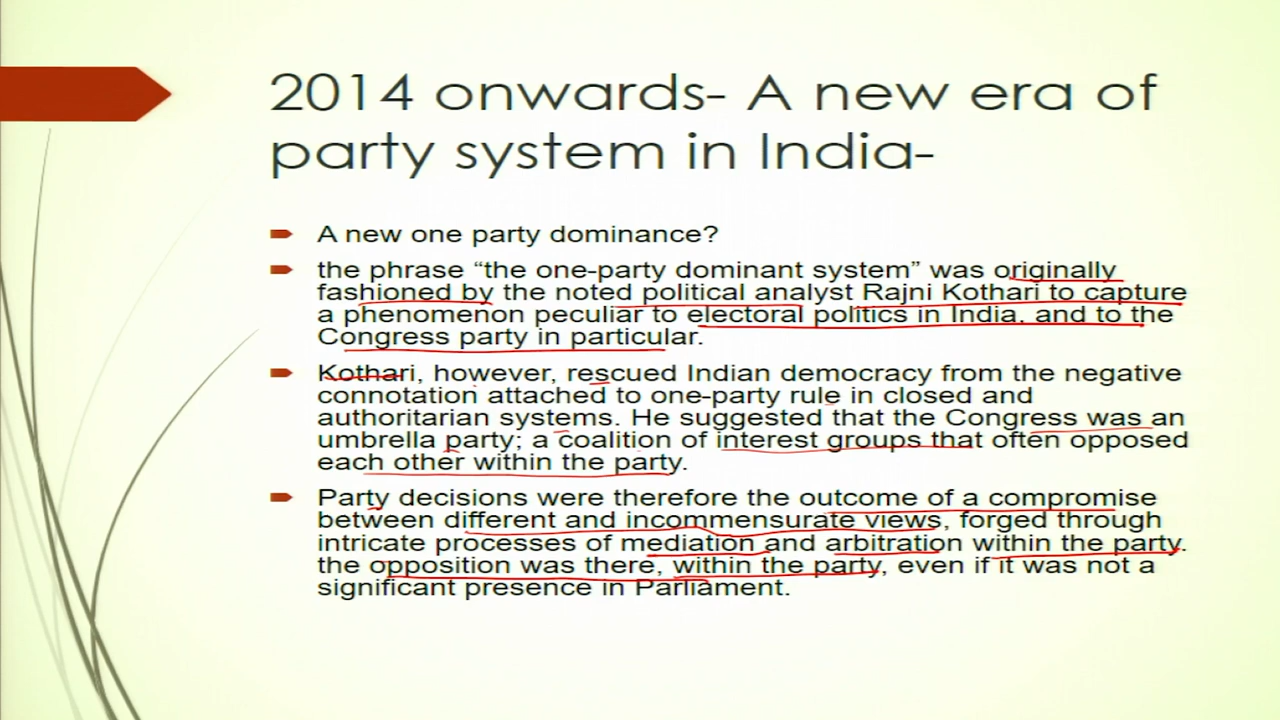 2014 onwards- A new era of
party system in India-
A new one party dominance?
the phrase “the one-party dominant system” was originally
fashioned by the noted political analyst Rajni Kothari to capture
a phenomenon peculiar to electoral politics in India, and to the
Congress party in particular.
Kothari, however, rescued Indian democracy from the negative
connotation attached to one-party rule in closed and
authoritarian systems. He suggested that the Congress was an
umbrella party; a coalition of interest groups that often opposed
each other within the party.
Party decisions were therefore the outcome of a compromise
between different and incommensurate views, forged through
intricate processes of mediation and arbitration within the party.
the opposition was there, within the party, even if it was not a
significant presence in Parliament.